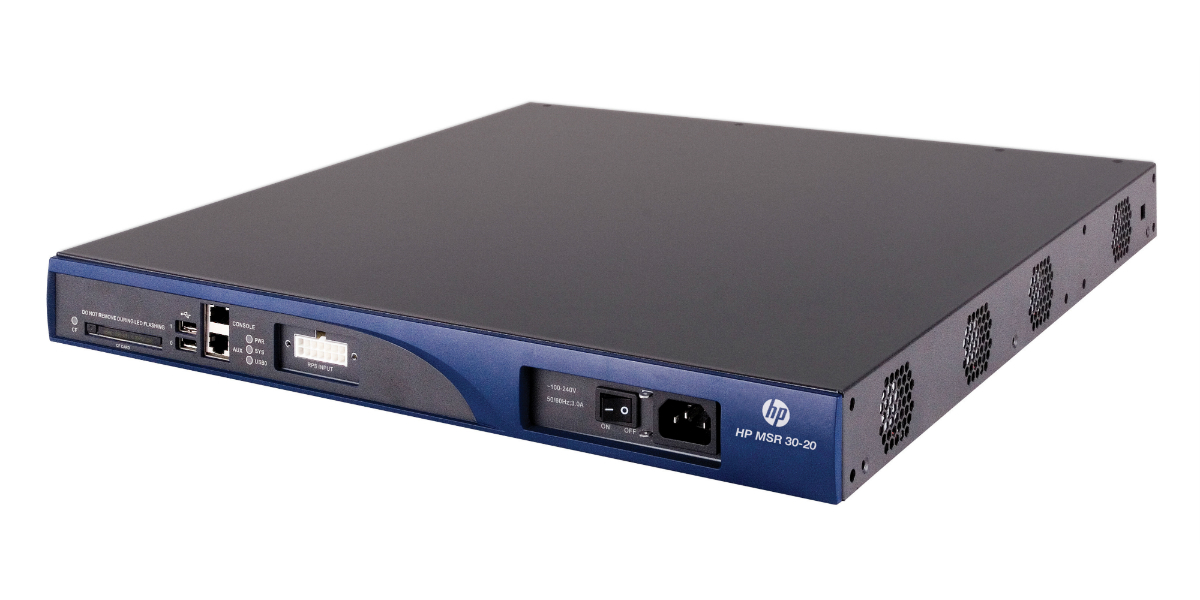 DO NOT REMOVE DURING LED FLASHING
CF
CF CARD
1
CONSOLE
AUX
PWR
SYS
RPS INPUT
~100-240V
50/60Hz;3.0A
ON
OFF
hp
HP MSR 30-20